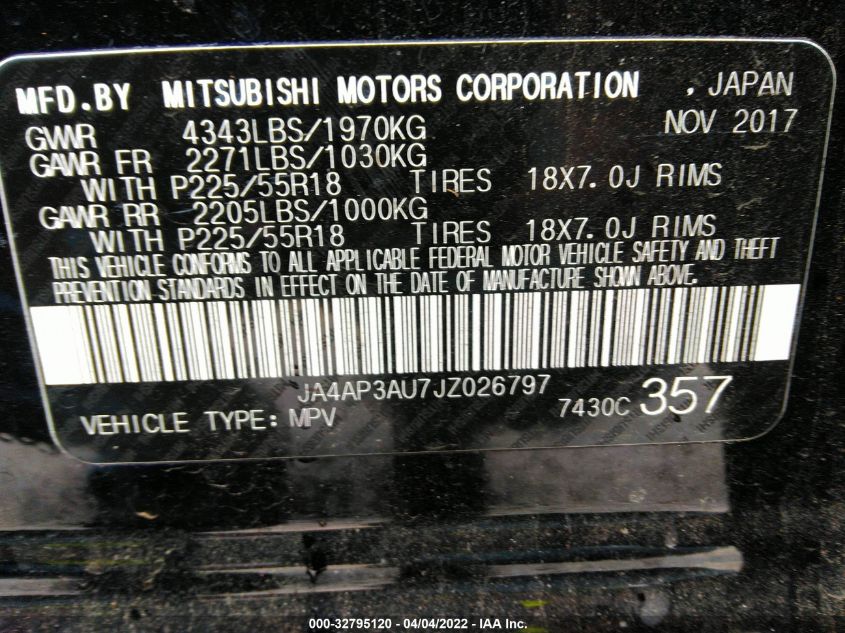 MFD.BY MITSUBISHI MOTORS CORPORATION , JAPAN
GVWR 4343LBS/1970KG NOV 2017
GAWR FR 2271LBS/1030KG
WITH P225/55R18 TIRES 18X7.0J RIMS
GAWR RR 2205LBS/1000KG
WITH P225/55R18 TIRES 18X7.0J RIMS
THIS VEHICLE CONFORMS TO ALL APPLICABLE FEDERAL MOTOR VEHICLE SAFETY AND THEFT
PREVENTION STANDARDS IN EFFECT ON THE DATE OF MANUFACTURE SHOWN ABOVE.
JA4AP3AU7JZ026797
VEHICLE TYPE: MPV 7430C 357
000-32795120 - 04/04/2022 - IAA Inc.